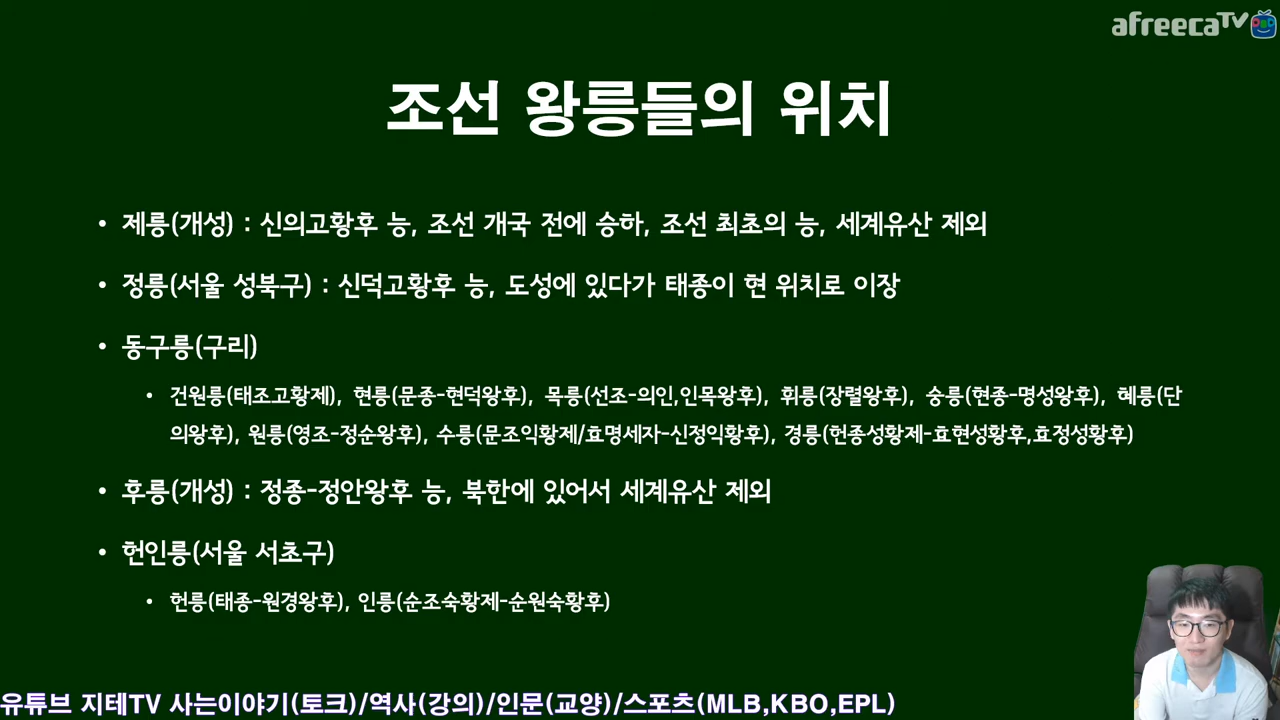 afreecaTV
조선 왕릉들의 위치
• 제릉(개성) : 신의고황후 능, 조선 개국 전에 승하, 조선 최초의 능, 세계유산 제외
• 정릉(서울 성북구) : 신덕고황후 능, 도성에 있다가 태종이 현 위치로 이장
• 동구릉(구리)
• 건원릉(태조고황제), 현릉(문종-현덕왕후), 목릉(선조-의인,인목왕후), 휘릉(장렬왕후), 숭릉(현종-명성왕후), 혜릉(단
의왕후), 원릉(영조-정순왕후), 수릉(문조익황제/효명세자-신정익황후), 경릉(헌종성황제-효현성황후,효정성황후)
• 후릉(개성) : 정종-정안왕후 능, 북한에 있어서 세계유산 제외
• 헌인릉(서울 서초구)
• 헌릉(태종-원경왕후), 인릉(순조숙황제-순원숙황후)
유튜브 지테TV 사는이야기(토크)/역사(강의)/인문(교양)/스포츠(MLB,KBO,EPL)